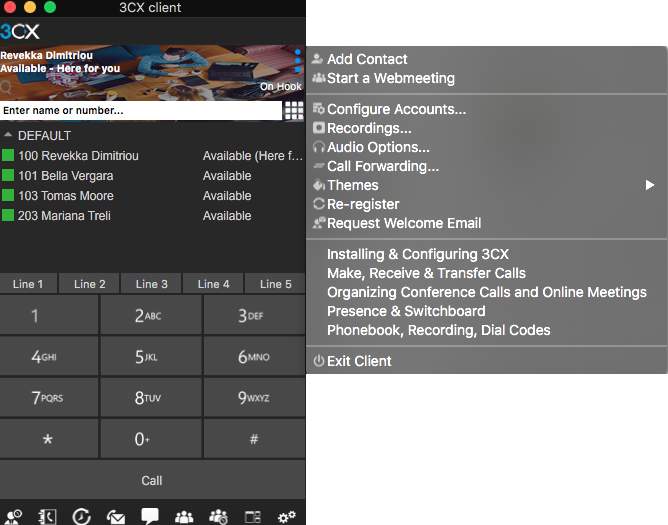 3CX client
3CX
Revekka Dimitriou
Available - Here for you
On Hook
Enter name or number...
DEFAULT
100 Revekka Dimitriou Available (Here f...
101 Bella Vergara Available
103 Tomas Moore Available
203 Mariana Treli Available
Line 1 Line 2 Line 3 Line 4 Line 5
1 2ABC 3DEF
4GHI 5JKL 6MNO
7PQRS 8TUV 9WXYZ
* 0+ #
Call
Add Contact
Start a Webmeeting
Configure Accounts...
Recordings...
Audio Options...
Call Forwarding...
Themes
Re-register
Request Welcome Email
Installing & Configuring 3CX
Make, Receive & Transfer Calls
Organizing Conference Calls and Online Meetings
Presence & Switchboard
Phonebook, Recording, Dial Codes
Exit Client